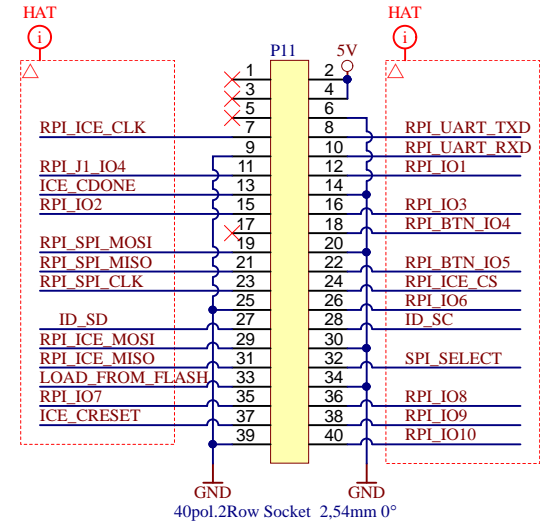 HAT
HAT
i
i
P11
5V
1
2
3
4
5
6
RPI_ICE_CLK
7
8
RPI_UART_TXD
9
10
RPI_UART_RXD
RPI_J1_IO4
11
12
RPI_IO1
ICE_CDONE
13
14
RPI_IO2
15
16
RPI_IO3
17
18
RPI_BTN_IO4
RPI_SPI_MOSI
19
20
RPI_SPI_MISO
21
22
RPI_BTN_IO5
RPI_SPI_CLK
23
24
RPI_ICE_CS
25
26
RPI_IO6
ID_SD
27
28
ID_SC
RPI_ICE_MOSI
29
30
RPI_ICE_MISO
31
32
SPI_SELECT
LOAD_FROM_FLASH
33
34
RPI_IO7
35
36
RPI_IO8
ICE_CRESET
37
38
RPI_IO9
39
40
RPI_IO10
GND
GND
40pol.2Row Socket 2,54mm 0°